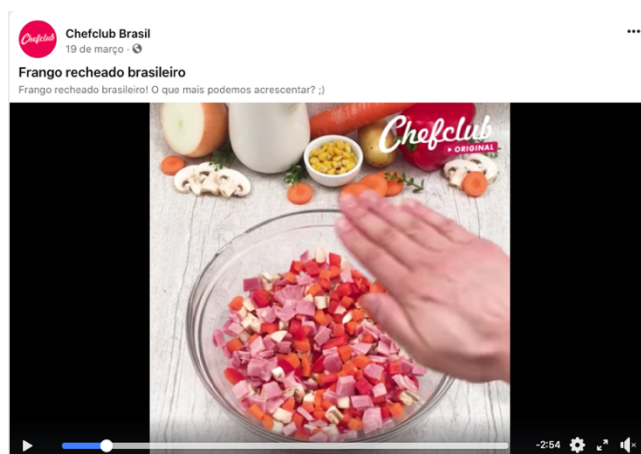 Chefclub
Chefclub Brasil
19 de março ·
Frango recheado brasileiro
Frango recheado brasileiro! O que mais podemos acrescentar? ;)
Chefclub
ORIGINAL
-2:54